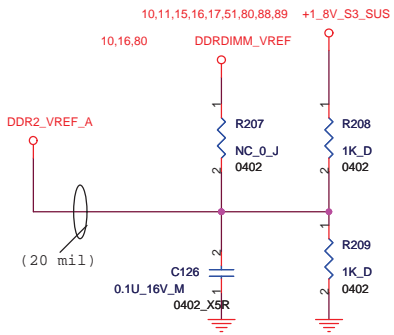 10,11,15,16,17,51,80,88,89 +1_8V_S3_SUS
10,16,80 DDRDIMM_VREF
DDR2_VREF_A
1 R207
NC_0_J
2 0402
1 R208
1K_D
2 0402
(20 mil)
2 C126
0.1U_16V_M
1 0402_X5R
1 R209
1K_D
2 0402